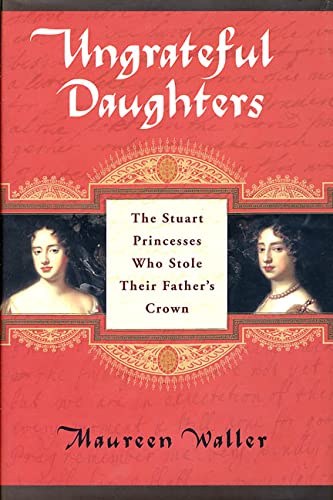 Ungrateful
Daughters
The Stuart
Princesses
Who Stole
Their Father's
Crown
Maureen Waller